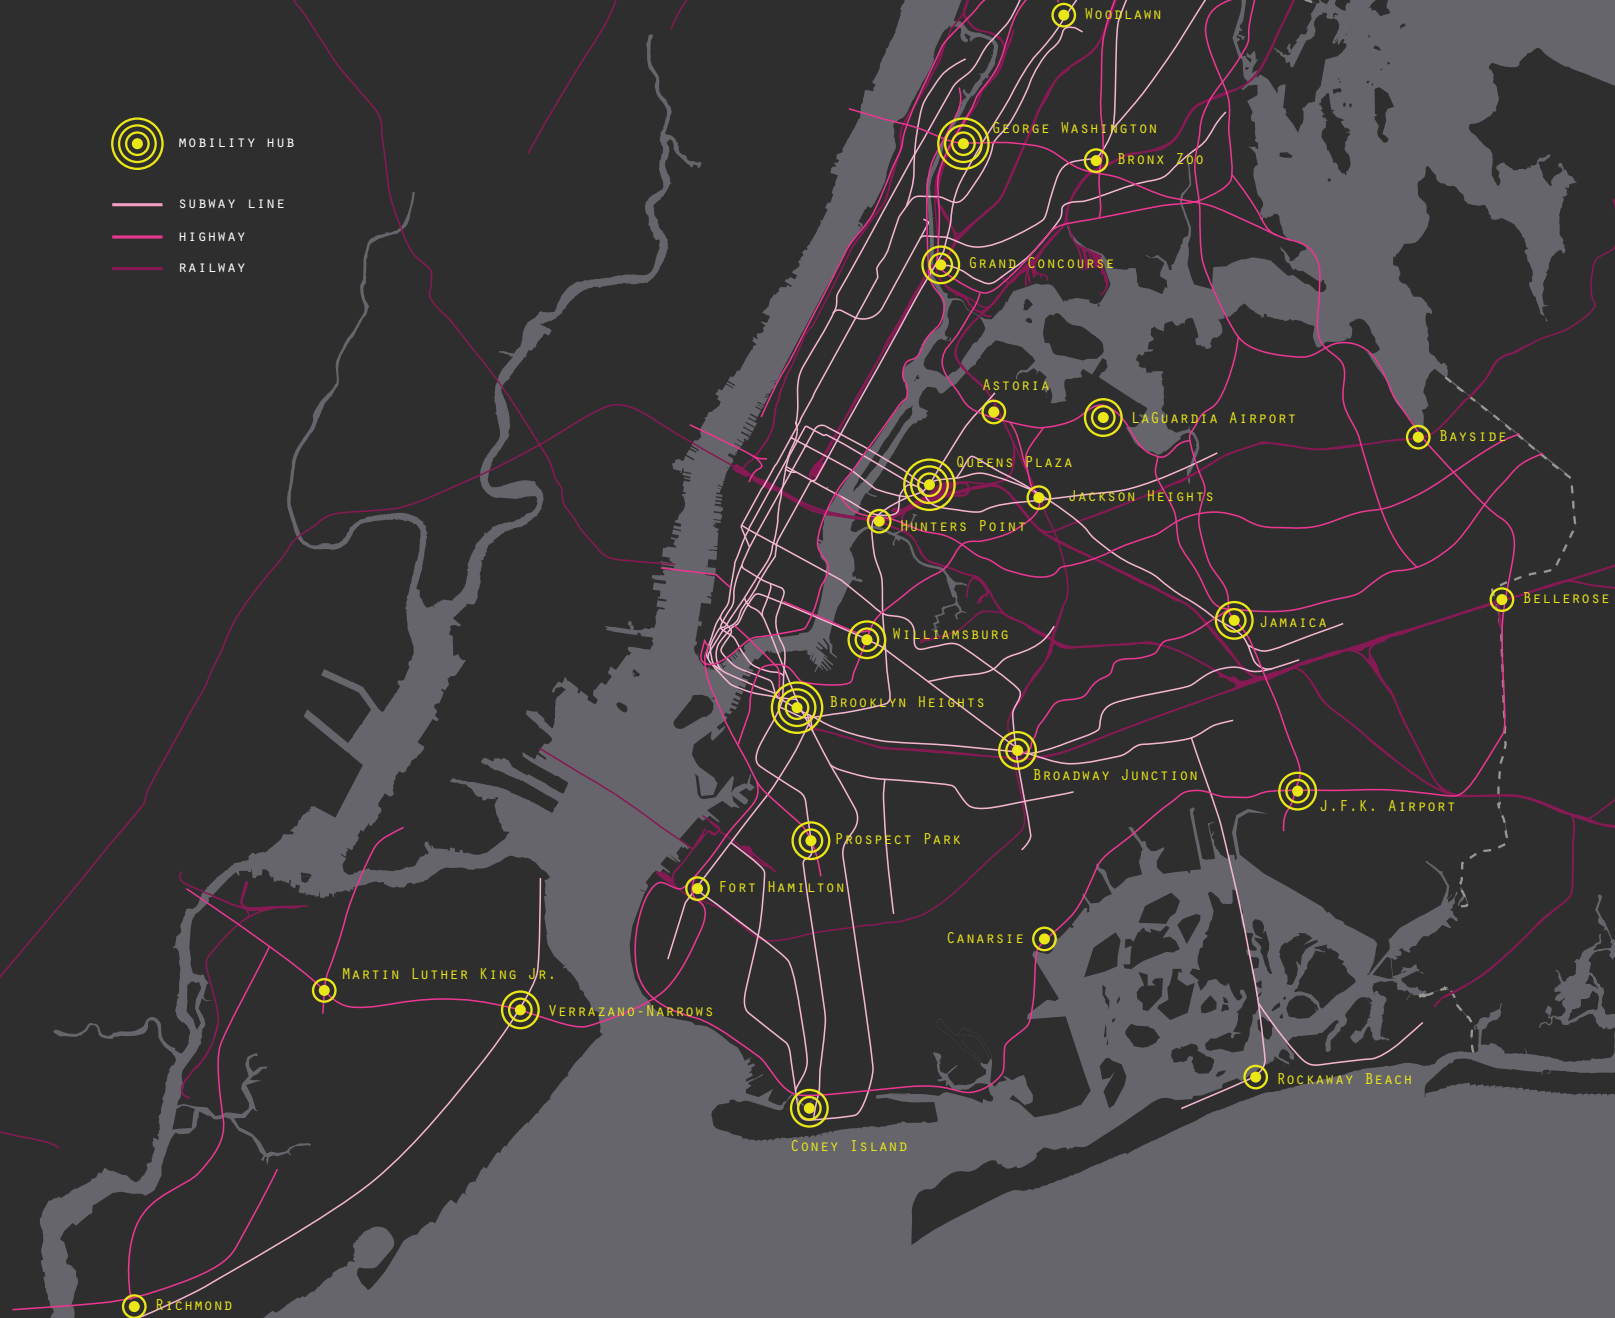 WOODLAWN
GEORGE WASHINGTON
MOBILITY HUB
BRONX ZOO
SUBWAY LINE
HIGHWAY
RAILWAY
GRAND CONCOURSE
ASTORIA
LAGUARDIA AIRPORT
BAYSIDE
QUEENS PLAZA
JACKSON HEIGHTS
HUNTERS POINT
BELLEROSE
JAMAICA
WILLIAMSBURG
BROOKLYN HEIGHTS
BROADWAY JUNCTION
J.F.K. AIRPORT
PROSPECT PARK
FORT HAMILTON
CANARSIE
MARTIN LUTHER KING JR.
VERRAZANO-NARROWS
ROCKAWAY BEACH
CONEY ISLAND
RICHMOND